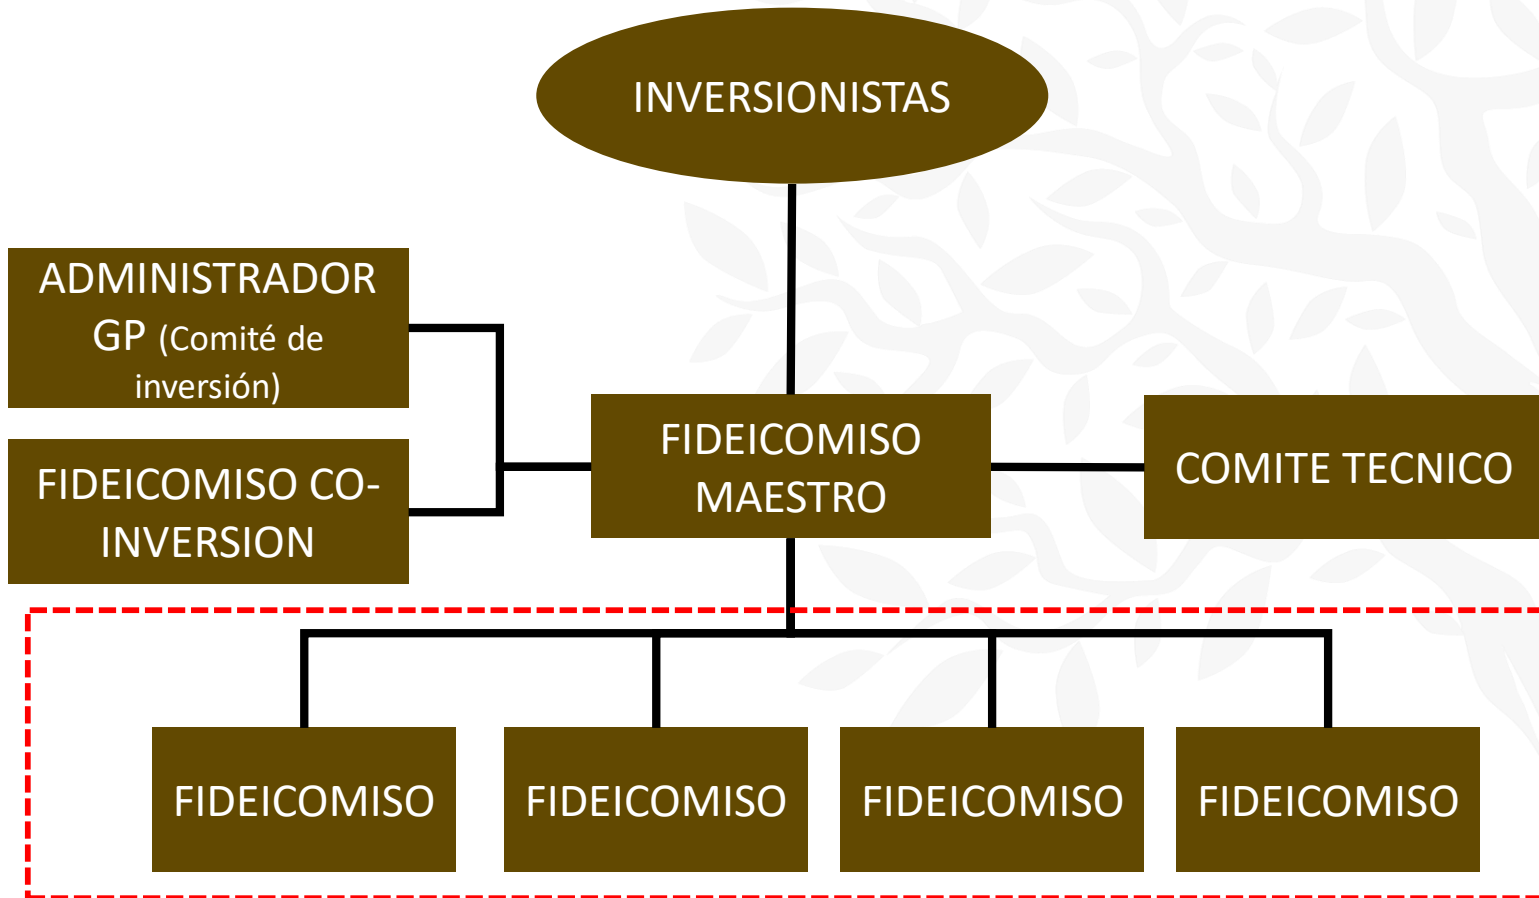 INVERSIONISTAS
ADMINISTRADOR
GP (Comité de
inversión)
FIDEICOMISO CO-
INVERSION
FIDEICOMISO
MAESTRO
COMITE TECNICO
FIDEICOMISO
FIDEICOMISO
FIDEICOMISO
FIDEICOMISO